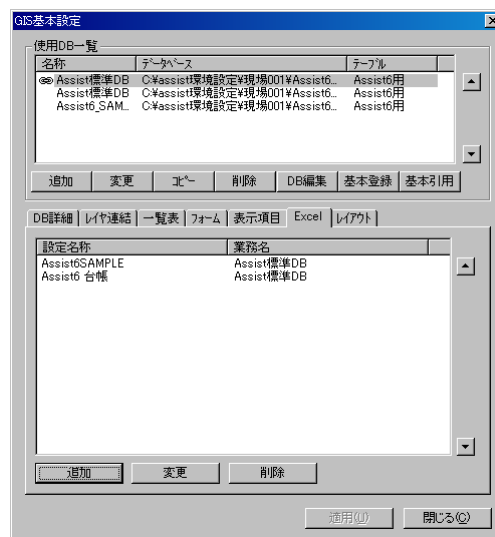 GIS基本設定
使用DB一覧
名称 ﾃﾞｰﾀﾍﾞｰｽ ﾃｰﾌﾞﾙ
Assist標準DB C:¥assist環境設定¥現場001¥Assist6... Assist6用
Assist標準DB C:¥assist環境設定¥現場001¥Assist6... Assist6用
Assist6_SAM... C:¥assist環境設定¥現場001¥Assist6... Assist6用
追加 変更 ｺﾋﾟｰ 削除 DB編集 基本登録 基本引用
DB詳細 ﾚｲﾔ連結 一覧表 ﾌｫｰﾑ 表示項目 Excel ﾚｲｱｳﾄ
設定名称 業務名
Assist6SAMPLE Assist標準DB
Assist6 台帳 Assist標準DB
追加 変更 削除
適用(U) 閉じる(C)